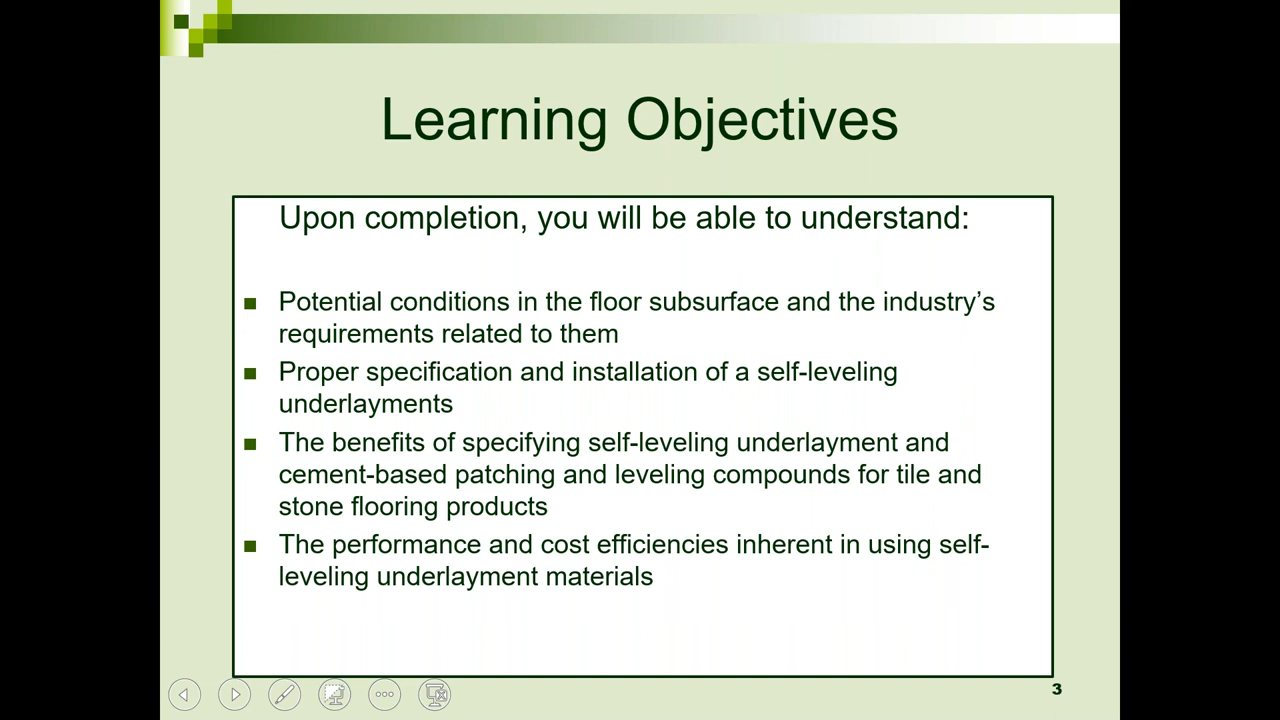 Learning Objectives
Upon completion, you will be able to understand:
Potential conditions in the floor subsurface and the industry’s
requirements related to them
Proper specification and installation of a self-leveling
underlayments
The benefits of specifying self-leveling underlayment and
cement-based patching and leveling compounds for tile and
stone flooring products
The performance and cost efficiencies inherent in using self-
leveling underlayment materials
3